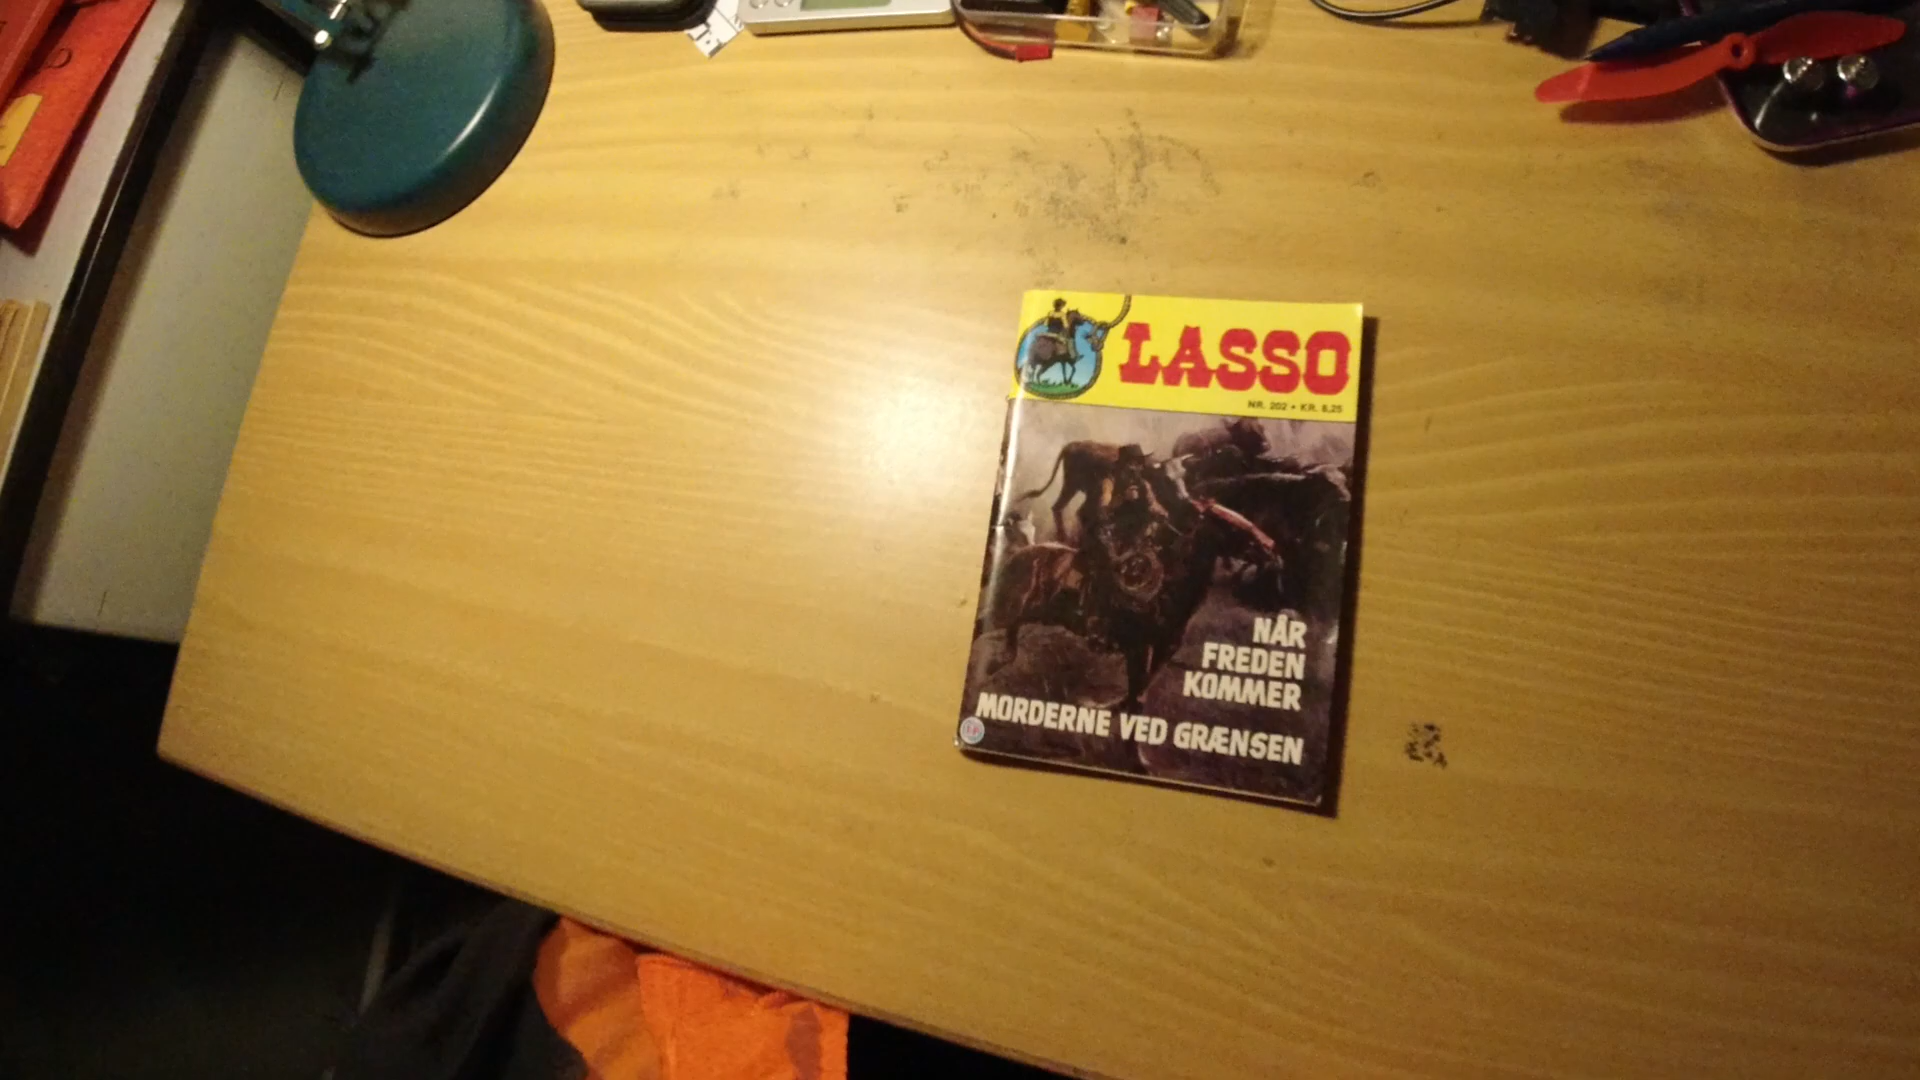 LASSO
NR. 202 • KR. 8,25
NÅR
FREDEN
KOMMER
MORDERNE VED GRÆNSEN